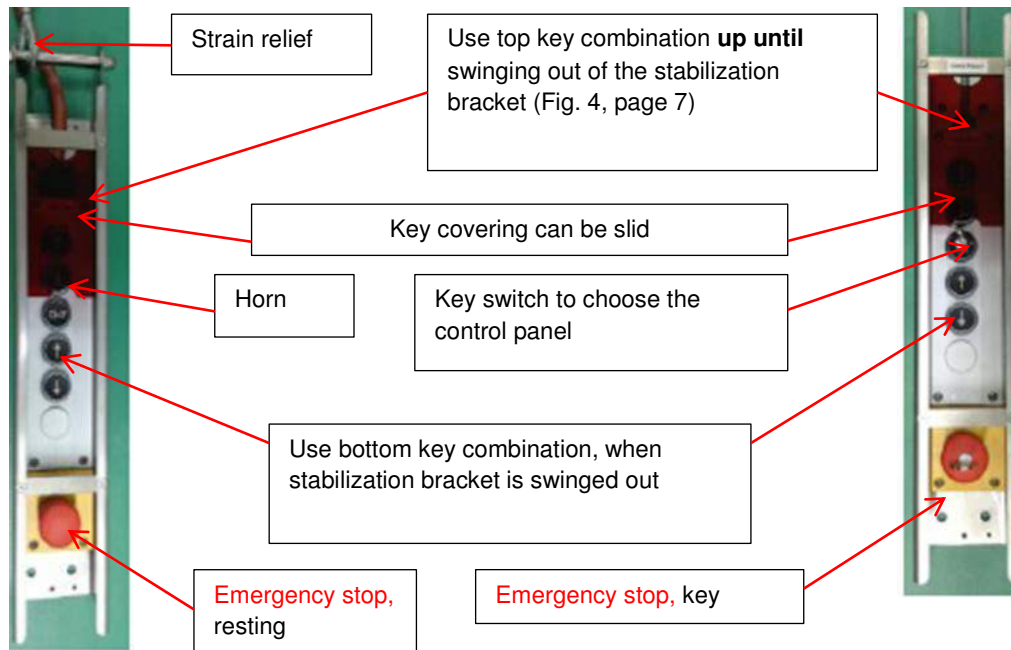 Strain relief
Use top key combination up until
swinging out of the stabilization
bracket (Fig. 4, page 7)
Key covering can be slid
Horn
Key switch to choose the
control panel
Use bottom key combination, when
stabilization bracket is swinged out
Emergency stop,
resting
Emergency stop, key